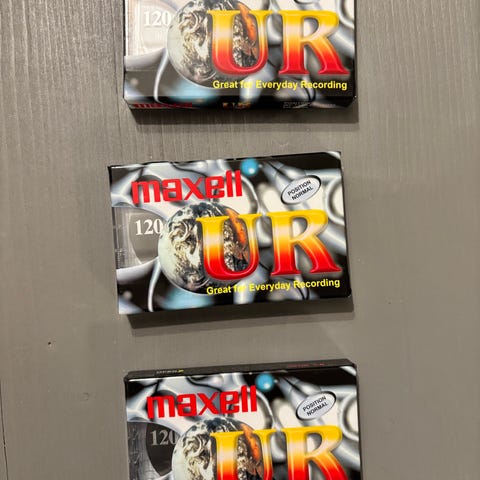 120
UR
Great for Everyday Recording
maxell
POSITION
NORMAL
120
UR
Great for Everyday Recording
maxell
POSITION
NORMAL
120
UR